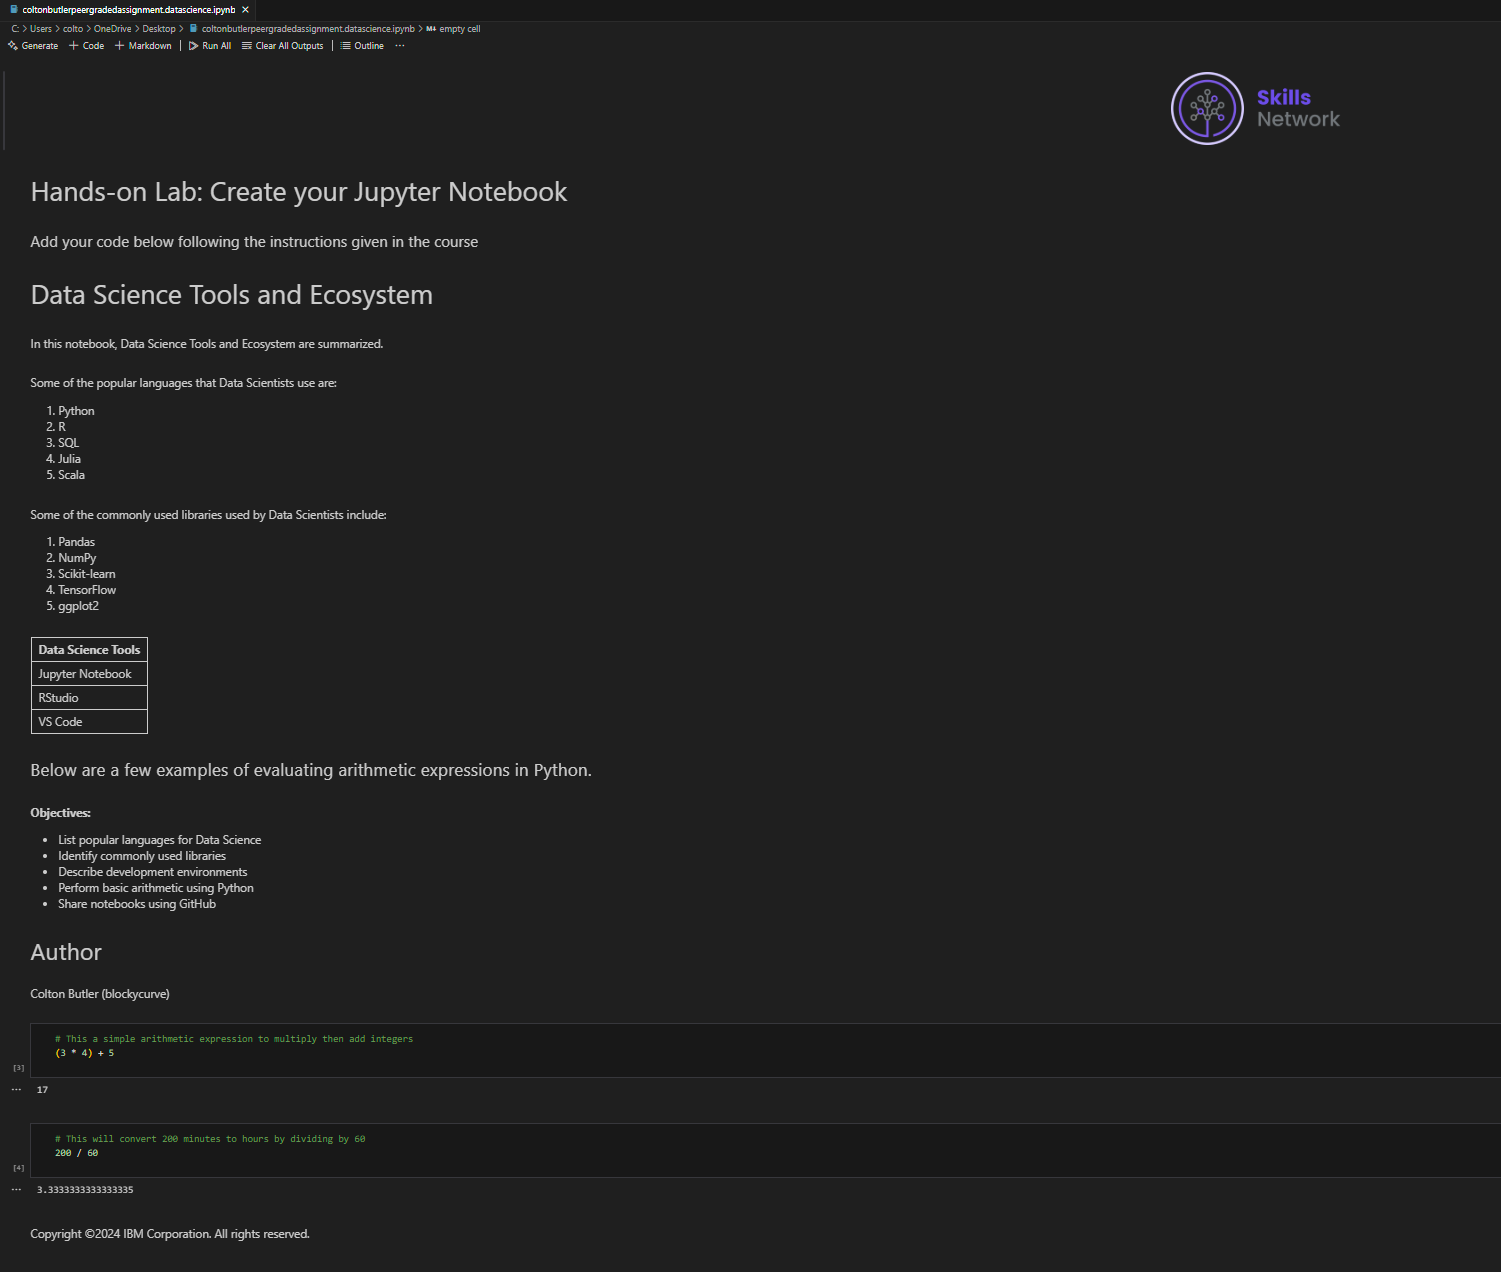 coltonbutlerpeergradedassignment.datascience.ipynb ×
C: > Users > colto > OneDrive > Desktop > coltonbutlerpeergradedassignment.datascience.ipynb > M↓ empty cell
Generate + Code + Markdown | Run All Clear All Outputs | Outline ...
Skills
Network
Hands-on Lab: Create your Jupyter Notebook
Add your code below following the instructions given in the course
Data Science Tools and Ecosystem
In this notebook, Data Science Tools and Ecosystem are summarized.
Some of the popular languages that Data Scientists use are:
1. Python
2. R
3. SQL
4. Julia
5. Scala
Some of the commonly used libraries used by Data Scientists include:
1. Pandas
2. NumPy
3. Scikit-learn
4. TensorFlow
5. ggplot2
Data Science Tools
Jupyter Notebook
RStudio
VS Code
Below are a few examples of evaluating arithmetic expressions in Python.
Objectives:
• List popular languages for Data Science
• Identify commonly used libraries
• Describe development environments
• Perform basic arithmetic using Python
• Share notebooks using GitHub
Author
Colton Butler (blockycurve)
# This a simple arithmetic expression to multiply then add integers
(3 * 4) + 5
[3]
... 17
# This will convert 200 minutes to hours by dividing by 60
200 / 60
[4]
... 3.3333333333333335
Copyright ©2024 IBM Corporation. All rights reserved.